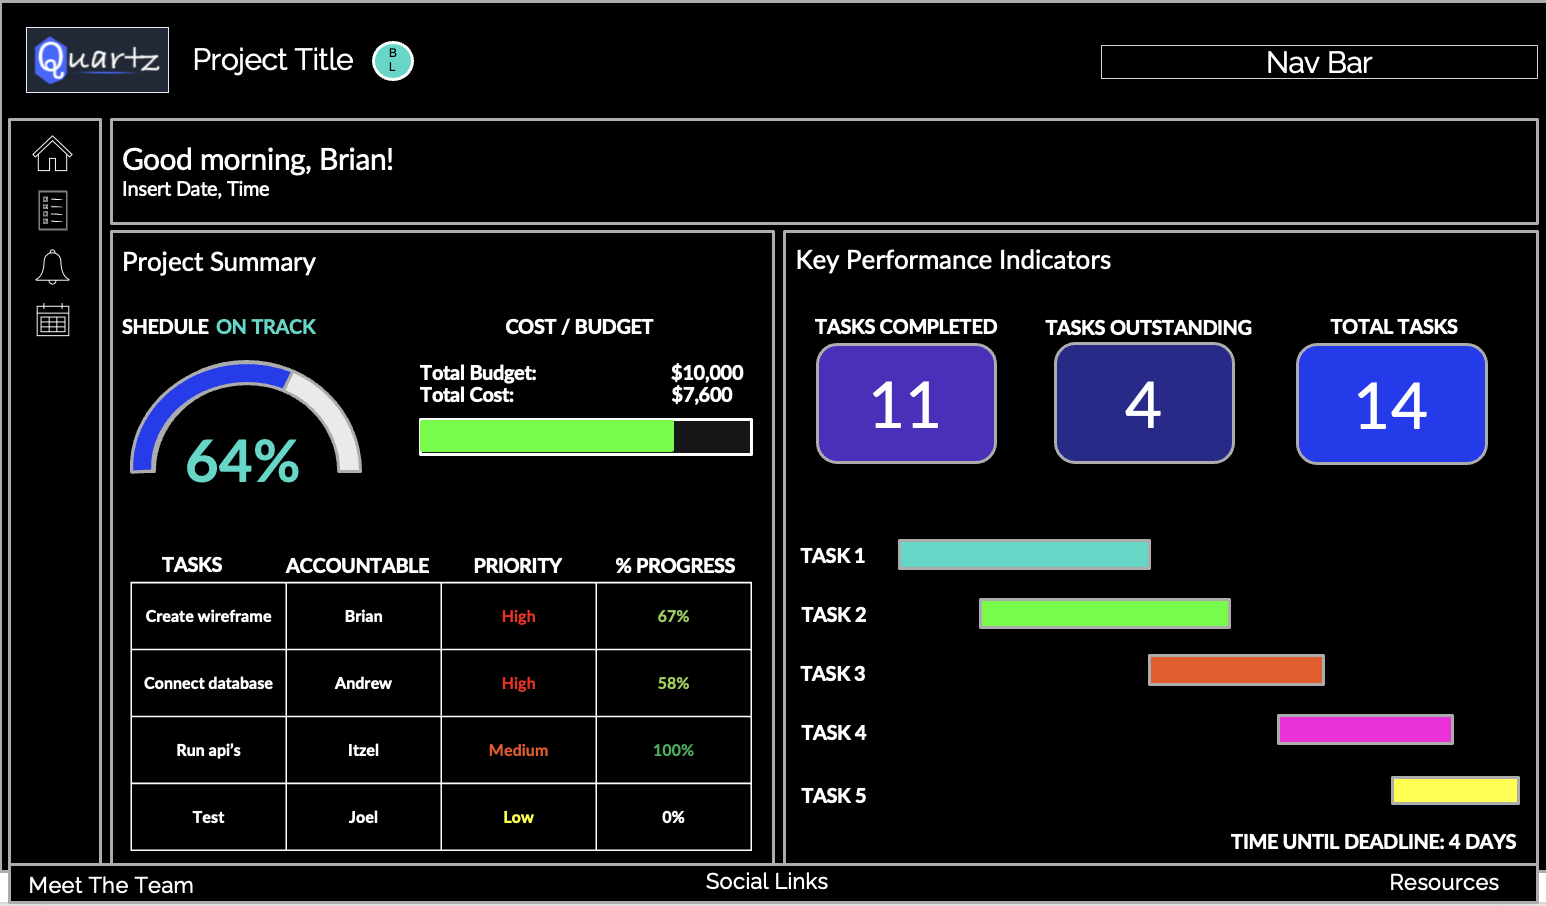 Quartz
Project Title
B
L
Nav Bar
Good morning, Brian!
Insert Date, Time
Project Summary
SHEDULE ON TRACK
64%
COST / BUDGET
Total Budget: $10,000
Total Cost: $7,600
TASKS ACCOUNTABLE PRIORITY % PROGRESS
Create wireframe Brian High 67%
Connect database Andrew High 58%
Run api's Itzel Medium 100%
Test Joel Low 0%
Key Performance Indicators
TASKS COMPLETED TASKS OUTSTANDING TOTAL TASKS
11 4 14
TASK 1
TASK 2
TASK 3
TASK 4
TASK 5
TIME UNTIL DEADLINE: 4 DAYS
Meet The Team Social Links Resources